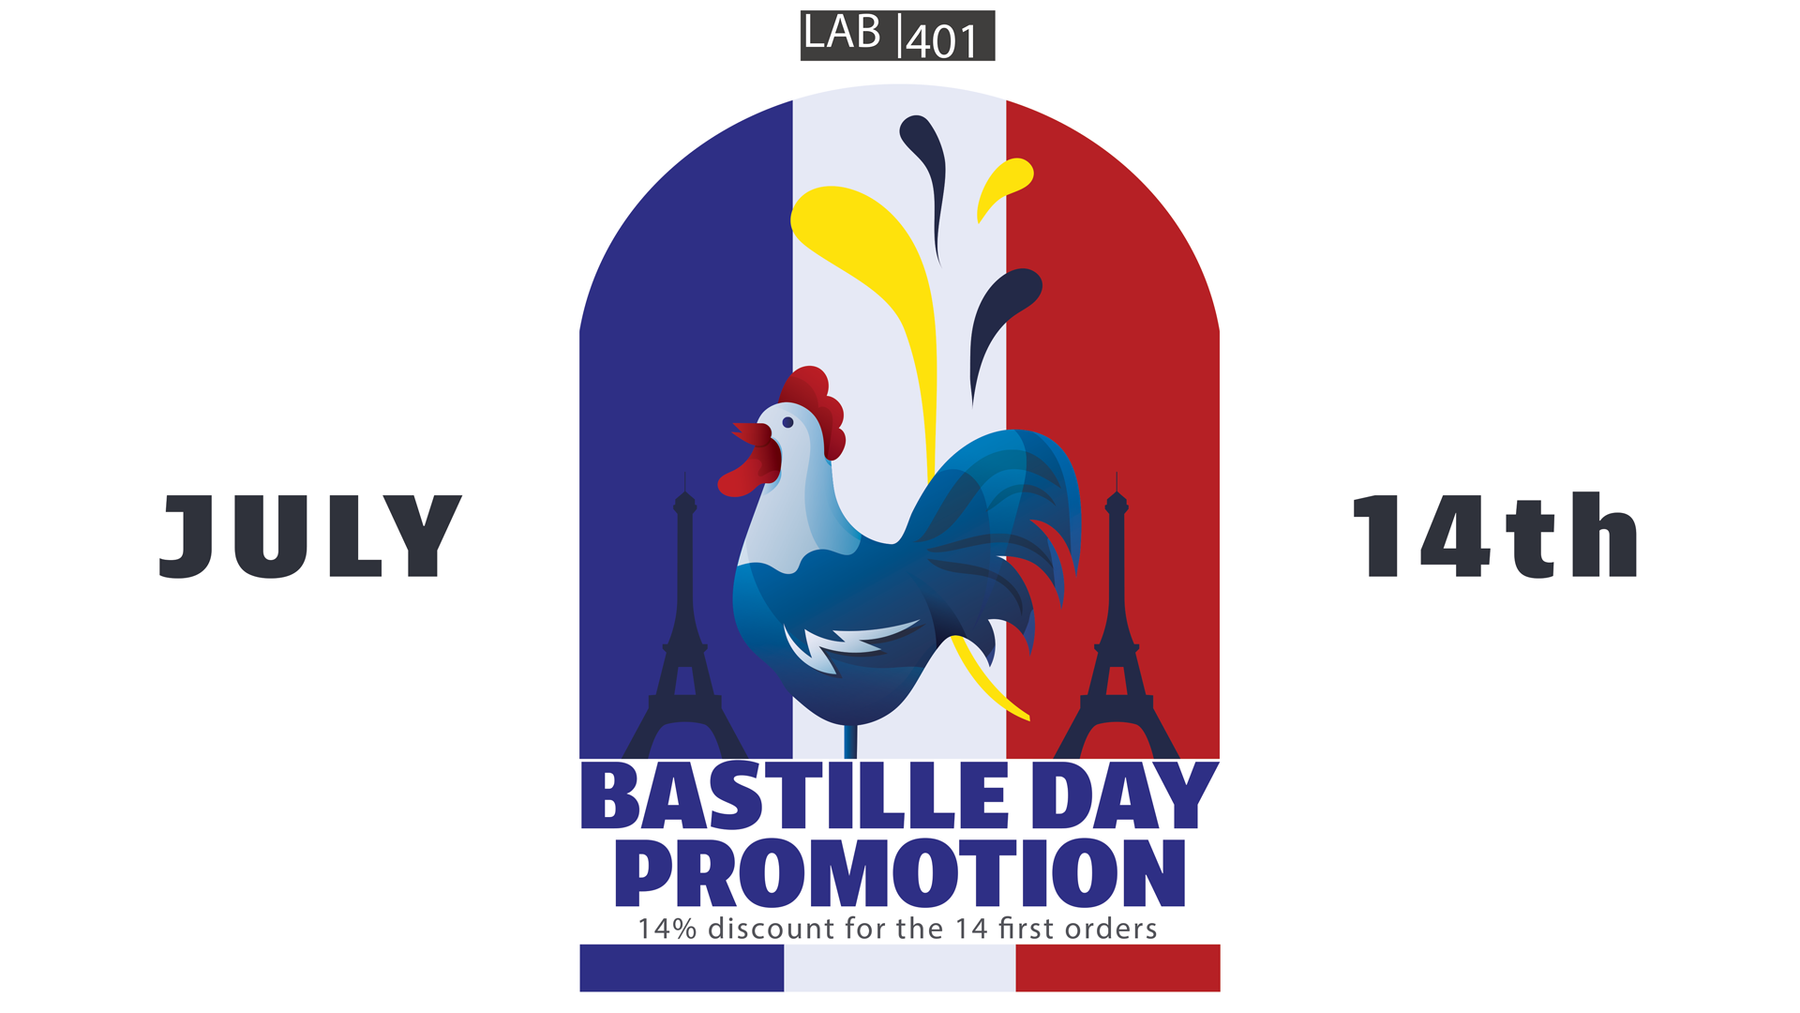 LAB |401
JULY
14th
BASTILLE DAY
PROMOTION
14% discount for the 14 first orders